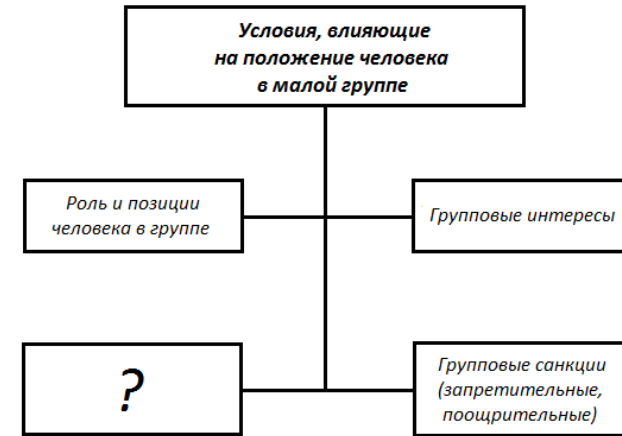 Условия, влияющие
на положение человека
в малой группе
Роль и позиции
человека в группе
Групповые интересы
?
Групповые санкции
(запретительные,
поощрительные)